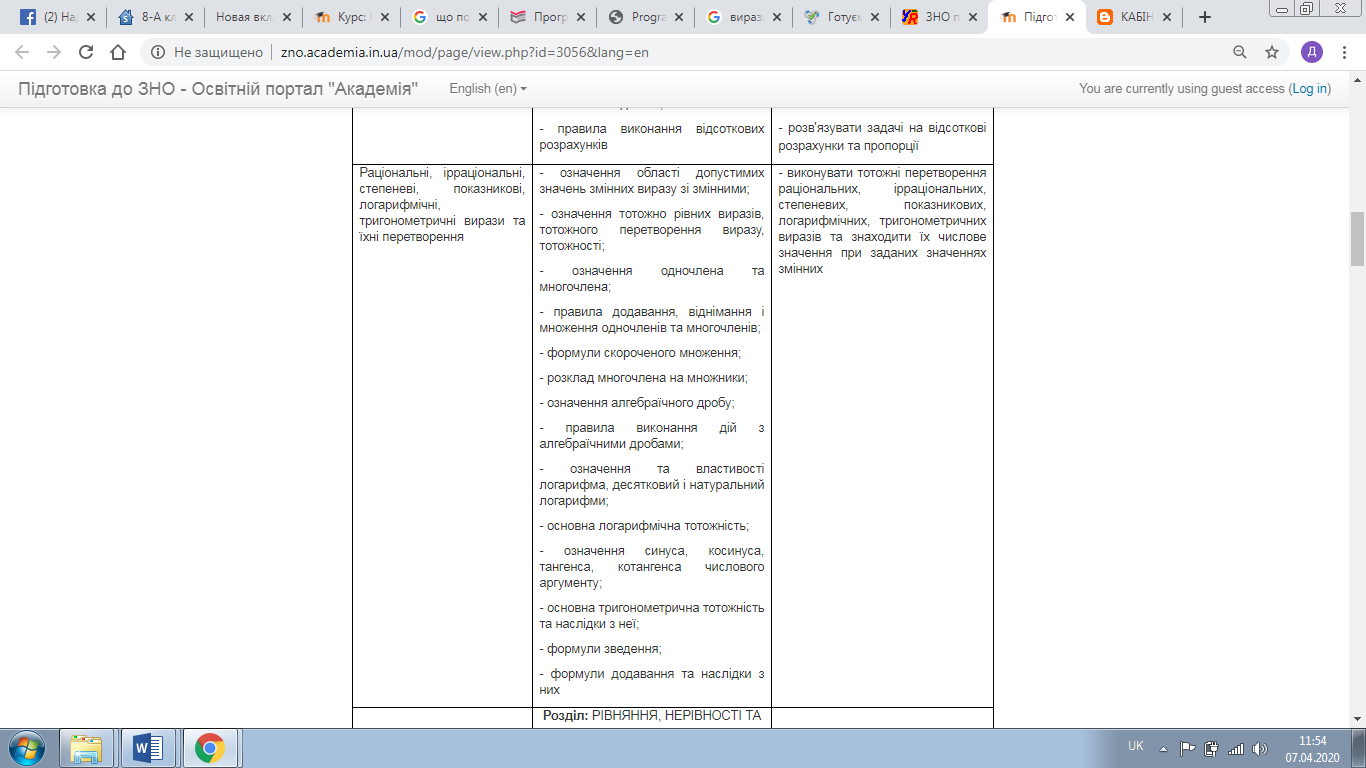 (2) Над
8-А кл
Новая вкл
Курс:
що по
Прогр
Progra
вираз
Готуєм
ЗНО п
Підгот
КАБІН
Не защищено
zno.academia.in.ua/mod/page/view.php?id=3056&lang=en
Д
Підготовка до ЗНО - Освітній портал "Академія"
English (en)
You are currently using guest access (Log in)
- правила виконання відсоткових
розрахунків
- розв'язувати задачі на відсоткові
розрахунки та пропорції
Раціональні, ірраціональні,
степеневі, показникові,
логарифмічні,
тригонометричні вирази та
їхні перетворення
- означення області допустимих
значень змінних виразу зі змінними;
- означення тотожно рівних виразів,
тотожного перетворення виразу,
тотожності;
- означення одночлена та
многочлена;
- правила додавання, віднімання і
множення одночленів та многочленів;
- формули скороченого множення;
- розклад многочлена на множники;
- означення алгебраїчного дробу;
- правила виконання дій з
алгебраїчними дробами;
- означення та властивості
логарифма, десятковий і натуральний
логарифми;
- основна логарифмічна тотожність;
- означення синуса, косинуса,
тангенса, котангенса числового
аргументу;
- основна тригонометрична тотожність
та наслідки з неї;
- формули зведення;
- формули додавання та наслідки з
них
- виконувати тотожні перетворення
раціональних, ірраціональних,
степеневих, показникових,
логарифмічних, тригонометричних
виразів та знаходити їх числове
значення при заданих значеннях
змінних
Розділ: РІВНЯННЯ, НЕРІВНОСТІ ТА
UK
11:54
07.04.2020